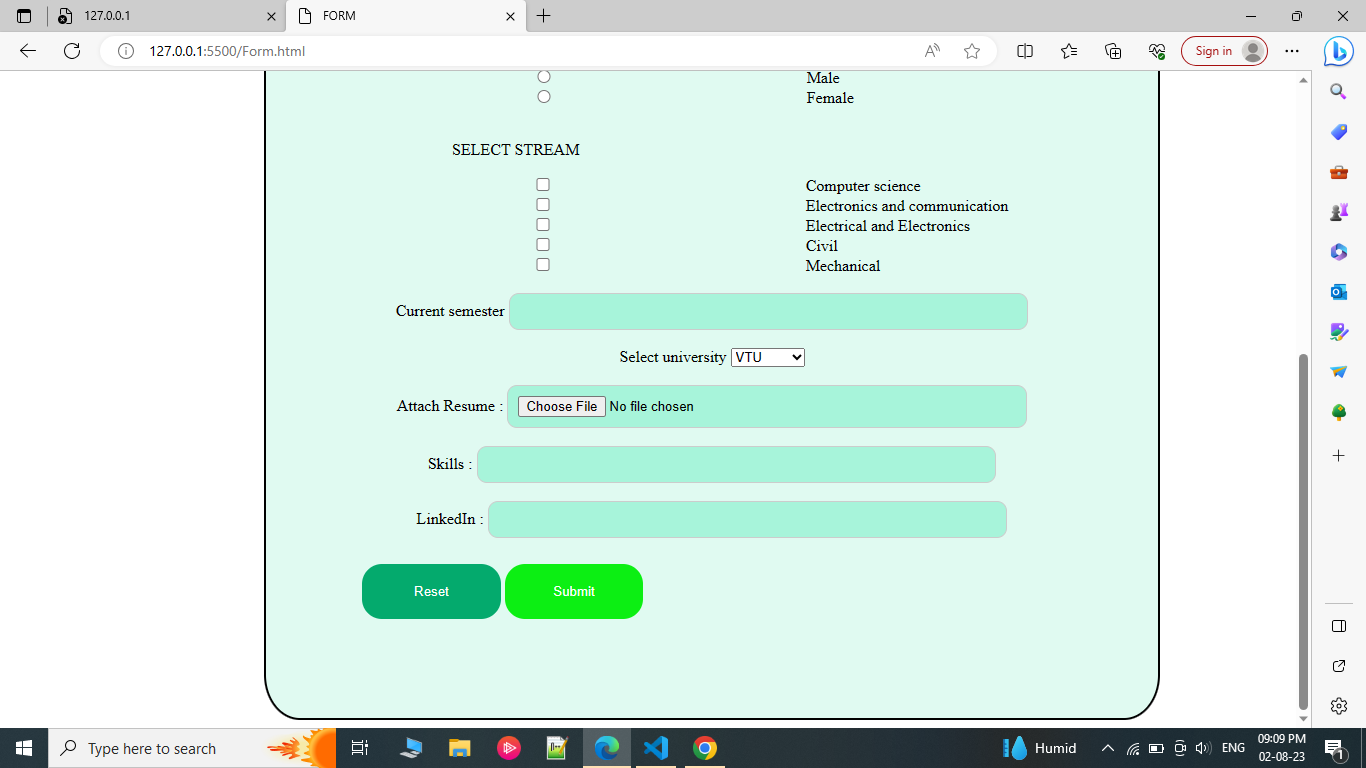 127.0.0.1
FORM
127.0.0.1:5500/Form.html
Sign in
Male
Female
SELECT STREAM
Computer science
Electronics and communication
Electrical and Electronics
Civil
Mechanical
Current semester
Select university VTU
Attach Resume : Choose File No file chosen
Skills :
LinkedIn :
Reset Submit
Type here to search
Humid
ENG
09:09 PM
02-08-23
1